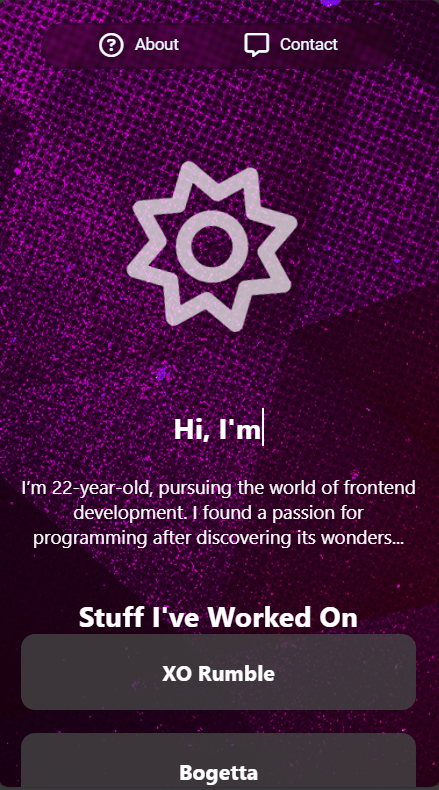 About
Contact
Hi, I'm
I'm 22-year-old, pursuing the world of frontend
development. I found a passion for
programming after discovering its wonders...
Stuff I've Worked On
XO Rumble
Bogetta